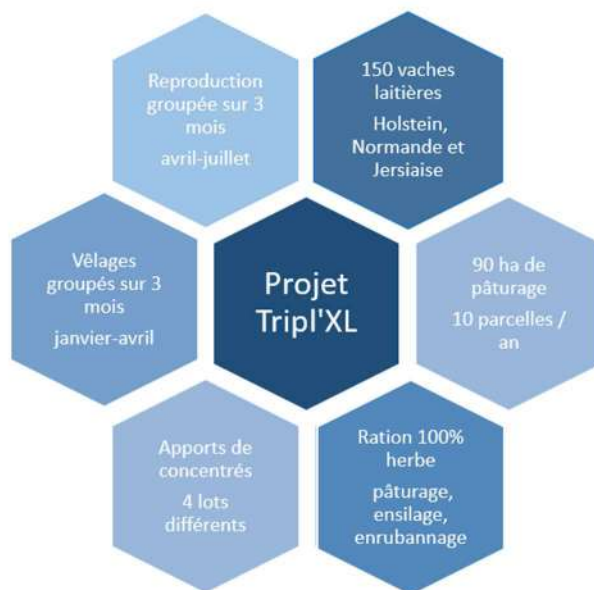 Reproduction
groupée sur 3
mois
avril-juillet
150 vaches
laitières
Holstein,
Normande et
Jersiaise
Vêlages
groupés sur 3
mois
janvier-avril
Projet
Tripl'XL
90 ha de
pâturage
10 parcelles /
an
Apports de
concentrés
4 lots
différents
Ration 100%
herbe
pâturage,
ensilage,
enrubannage